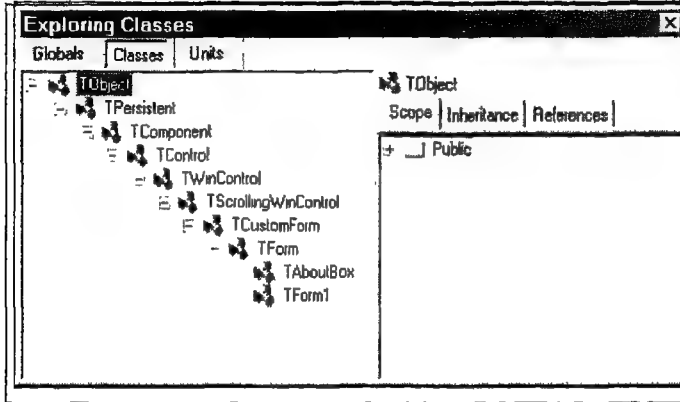 Exploring Classes
Globals Classes Units
TObject
TPersistent
TComponent
TControl
TWinControl
TScrollingWinControl
TCustomForm
TForm
TAboutBox
TForm1
TObject
Scope Inheritance References
Public